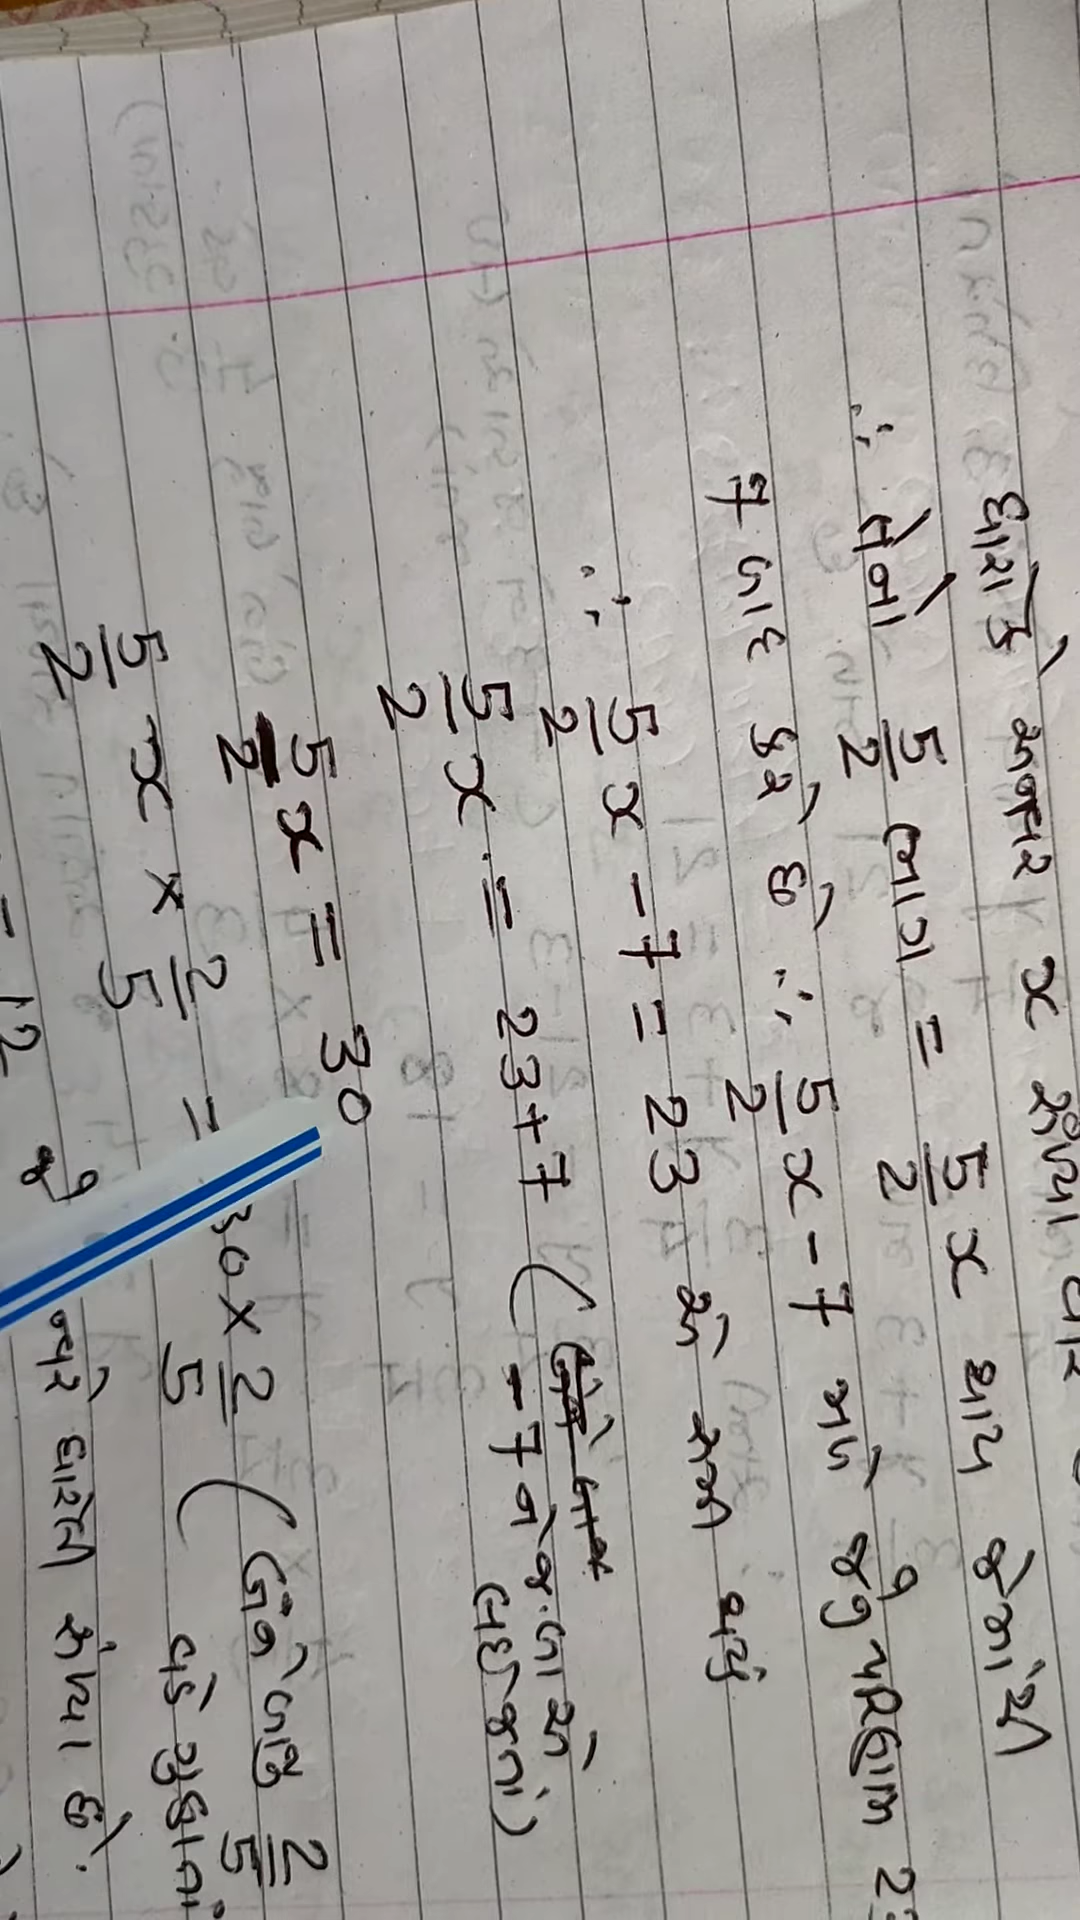 ધારો કે અજ્ઞાત x સંખ્યા
∴ તેનો 5/2 ભાગ = 5/2 x થાય જેમાંથી
7 બાદ કરે છે ∴ 5/2 x - 7 મળે જેનું પરિણામ 23
∴ 5/2 x - 7 = 23 થયું
5/2 x = 23 + 7 ( -7 ને જ.બા થી લઈ જતાં )
5/2 x = 30
5/2 x × 2/5 = 30 × 2/5 ( બંને બાજુ 2/5 વડે ગુણતાં
= 12 જે ધારેલી સંખ્યા છે.